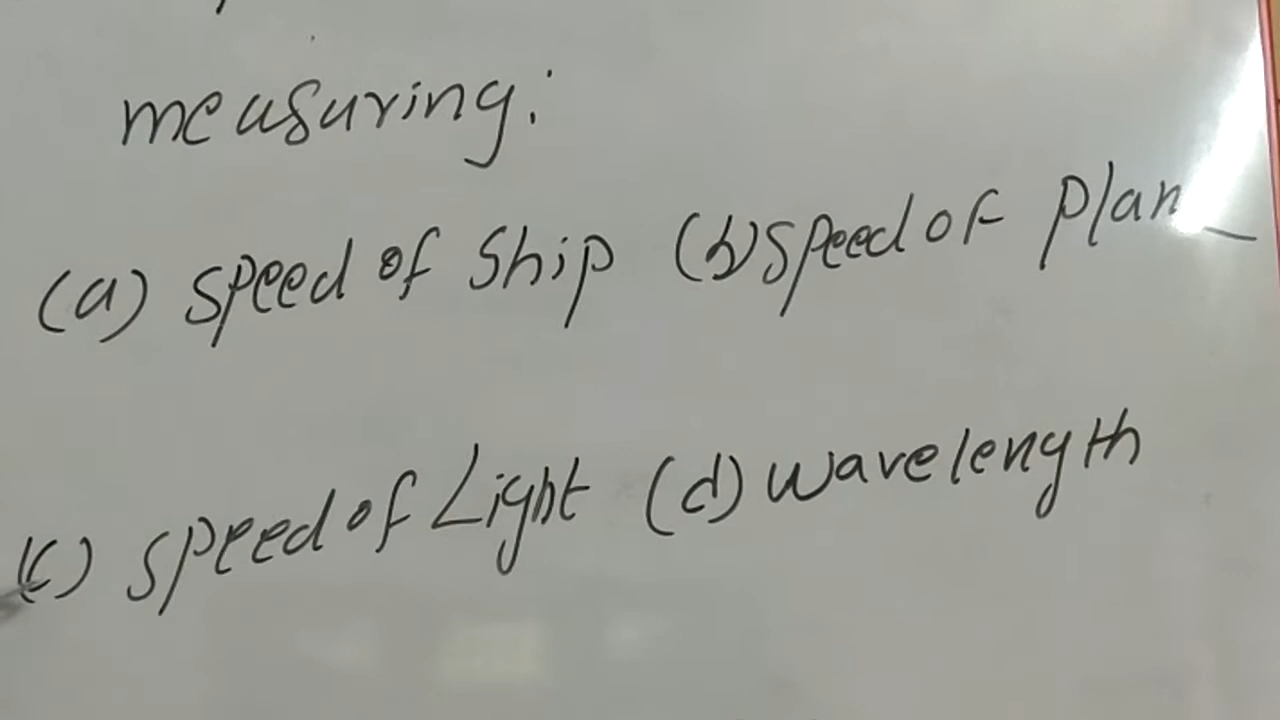 measuring:
(a) speed of Ship (b) Speed of Plan
(c) Speed of Light (d) wavelength